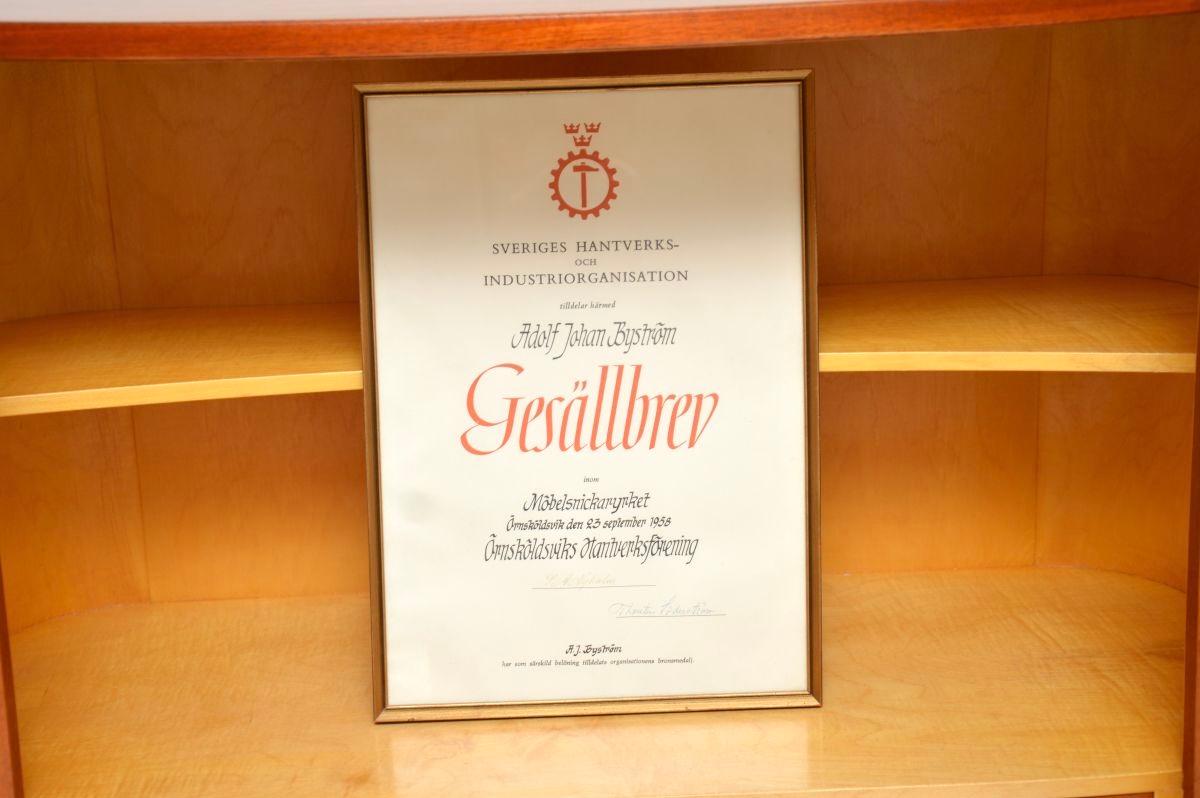 SVERIGES HANTVERKS-
OCH
INDUSTRIORGANISATION
tilldelar härmed
Adolf Johan Byström
Gesällbrev
inom
Möbelsnickaryrket
Örnsköldsvik den 23 september 1958
Örnsköldsviks Hantverksförening
A.J. Byström
har som särskild belöning tilldelats organisationens bronsmedalj.